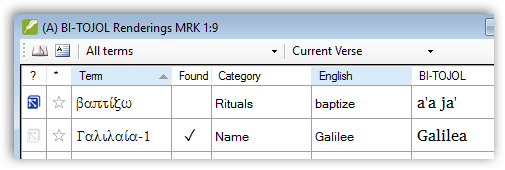 (A) BI-TOJOL Renderings MRK 1:9
All terms Current Verse
? * Term Found Category English BI-TOJOL
βαπτίζω Rituals baptize a'a ja'
Γαλιλαία-1 ✓ Name Galilee Galilea